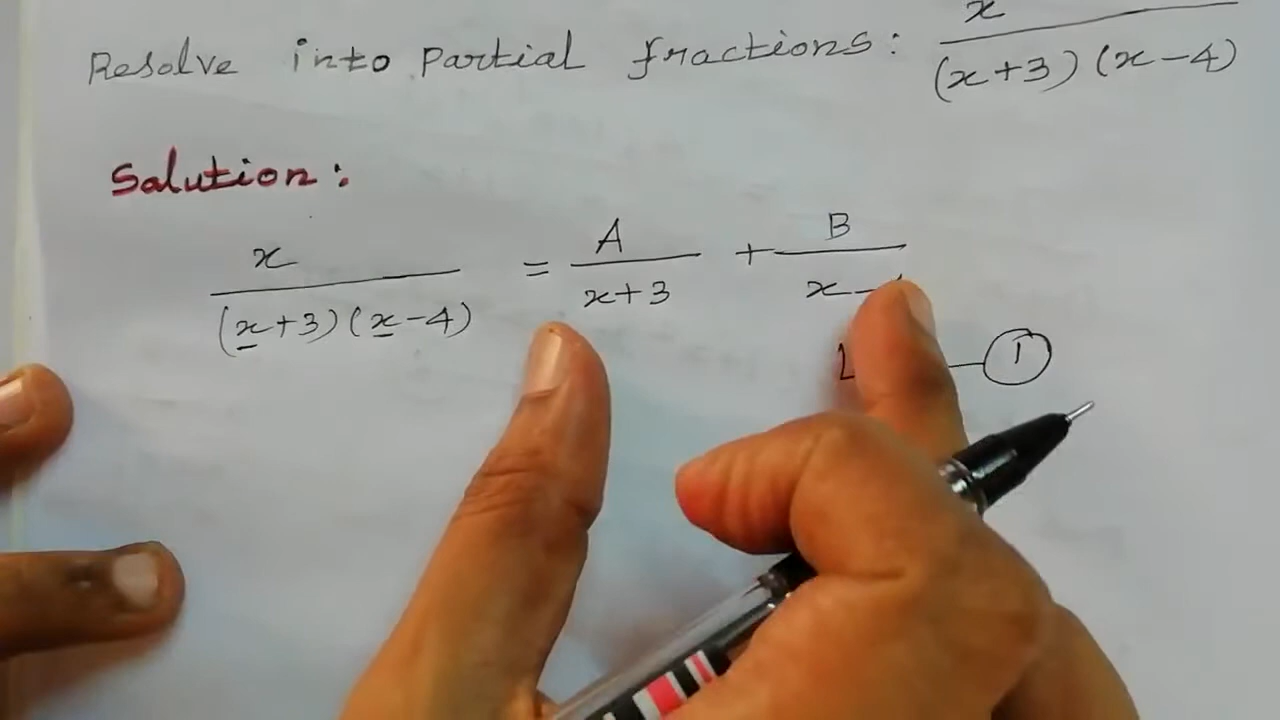 Resolve into Partial fractions: x/((x+3)(x-4))
Solution:
x/((x+3)(x-4)) = A/(x+3) + B/(x-
1